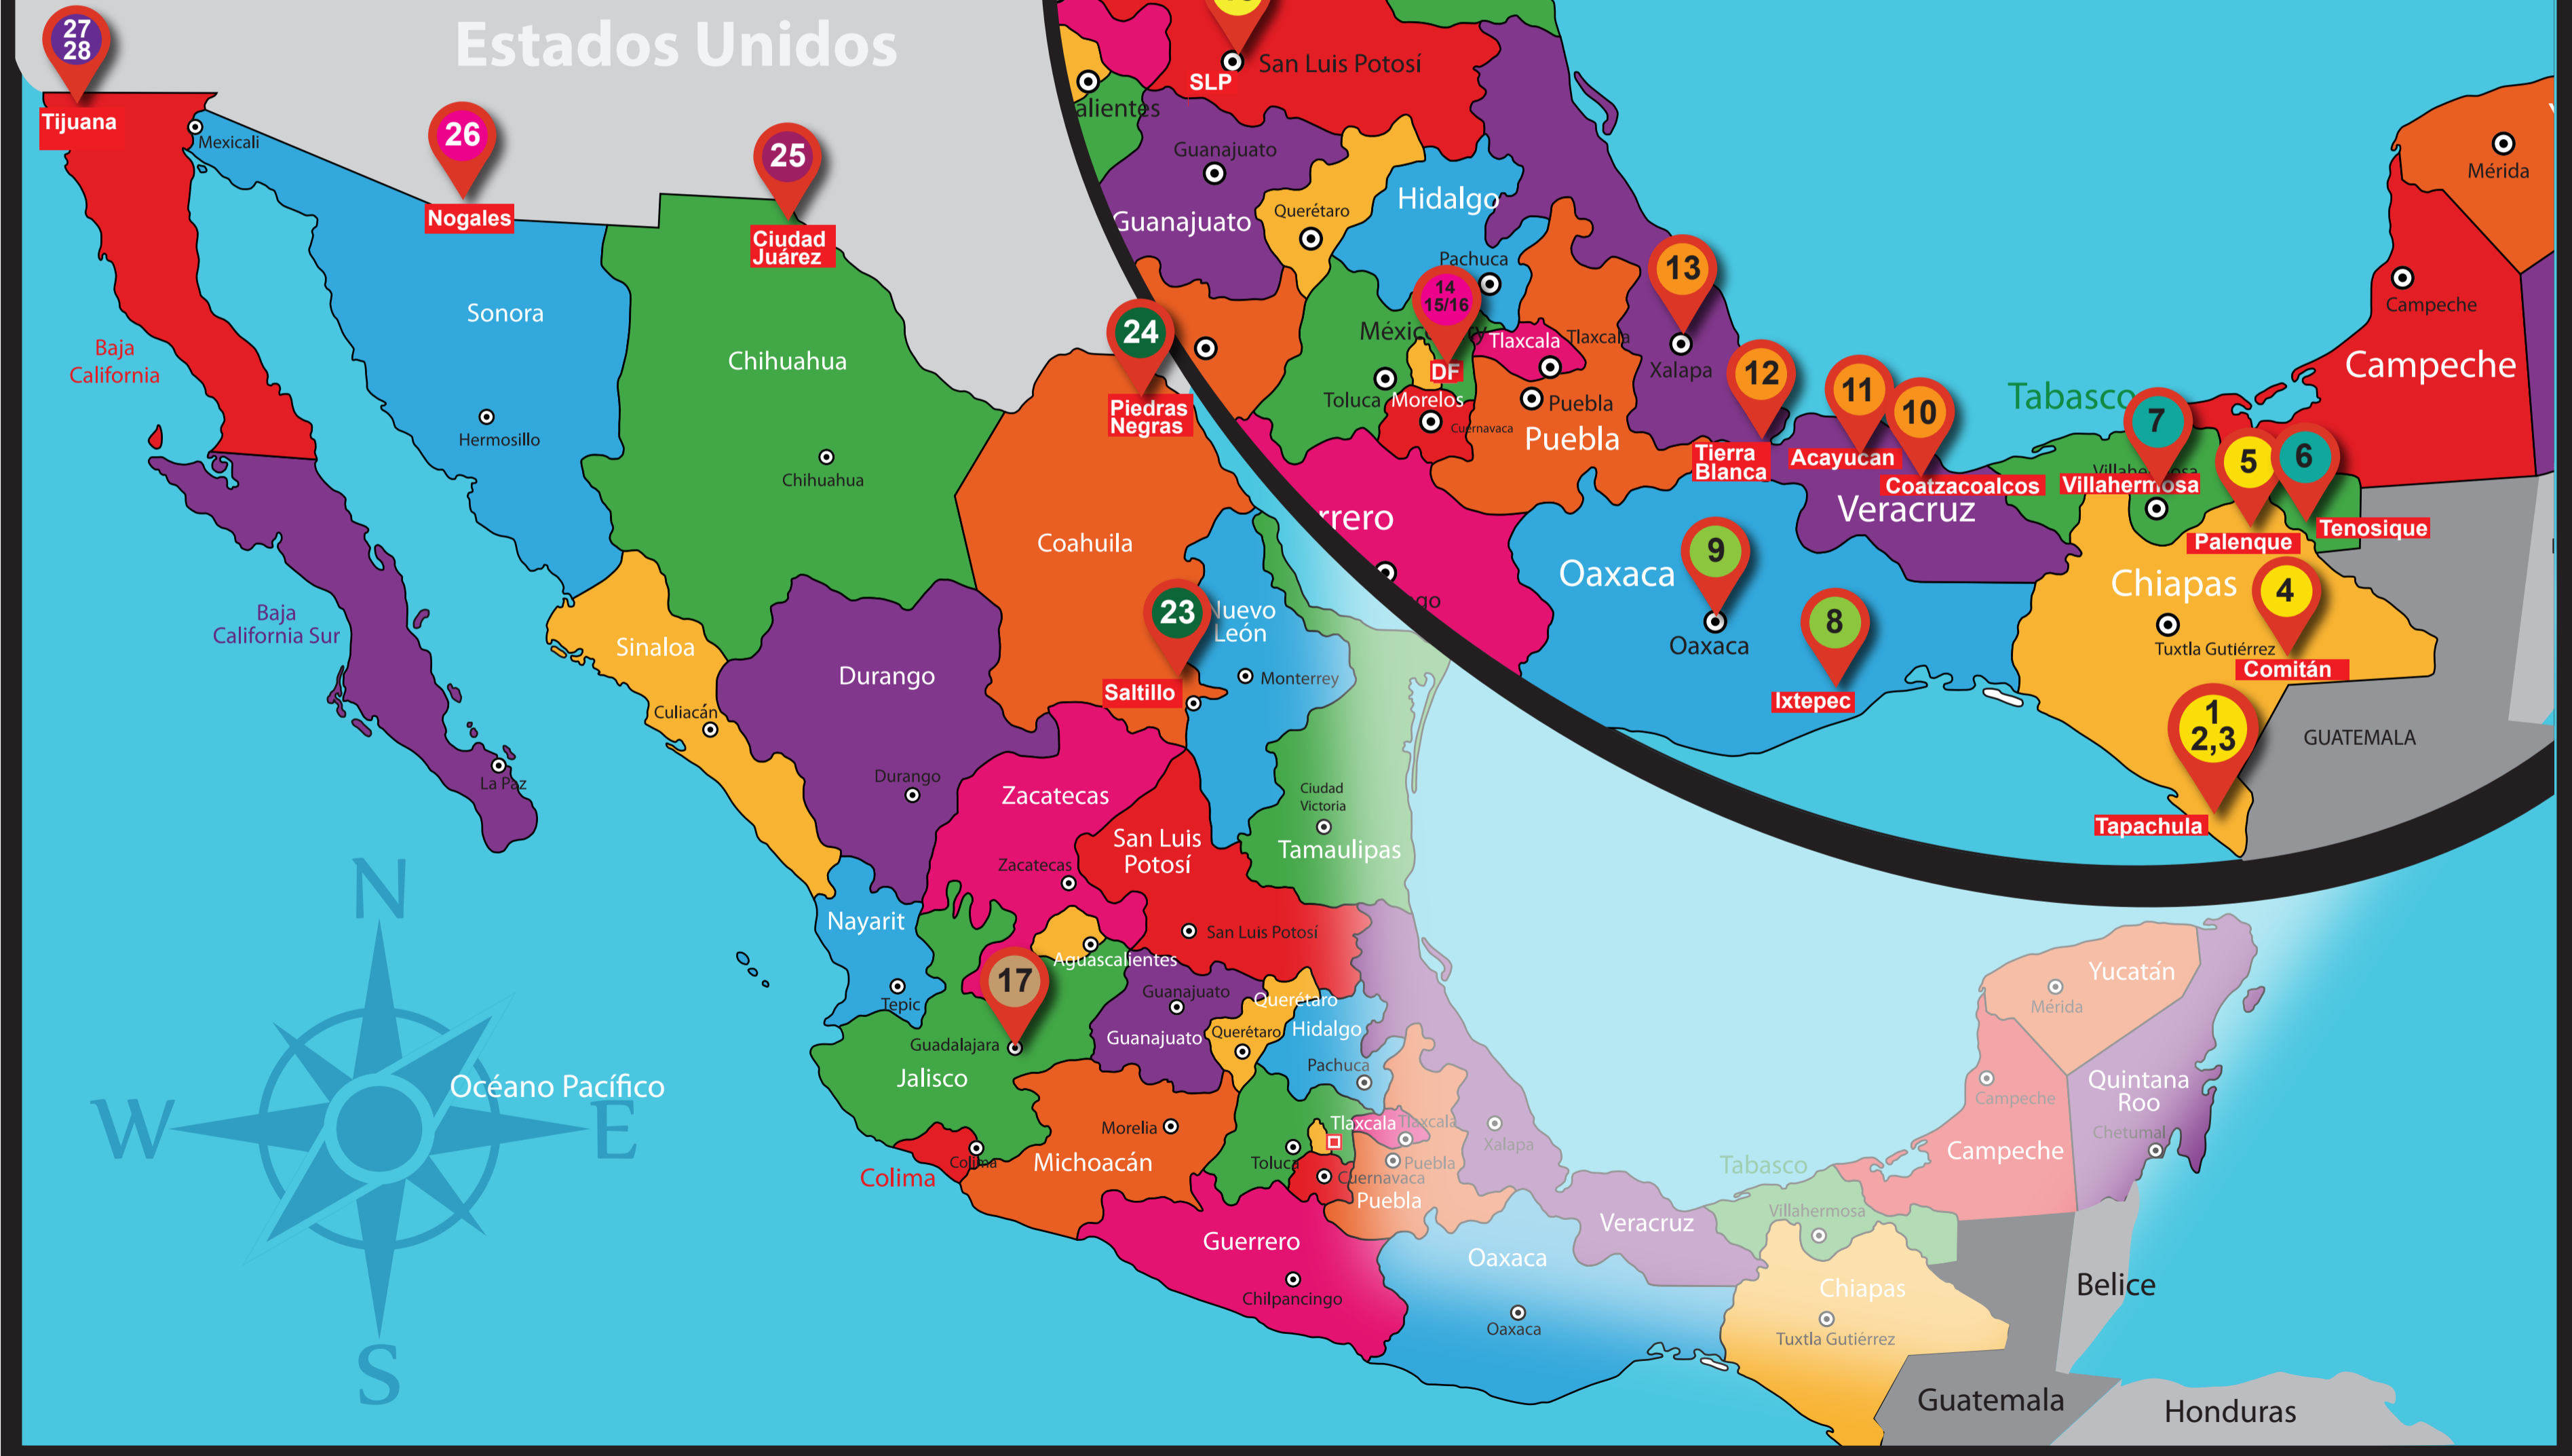 27
28
Estados Unidos
Tijuana
Mexicali
26
Nogales
25
Ciudad
Juárez
Sonora
Chihuahua
Hermosillo
Chihuahua
Baja
California
24
Piedras
Negras
Coahuila
23
Saltillo
Nuevo
León
Monterrey
Baja
California Sur
La Paz
Sinaloa
Culiacán
Durango
Durango
Zacatecas
Zacatecas
San Luis
Potosí
San Luis Potosí
Ciudad
Victoria
Tamaulipas
Nayarit
Tepic
Aguascalientes
17
Guadalajara
Jalisco
Guanajuato
Guanajuato
Querétaro
Querétaro
Hidalgo
Pachuca
Colima
Colima
Morelia
Michoacán
Toluca
Tlaxcala
Tlaxcala
Cuernavaca
Puebla
Puebla
Xalapa
Guerrero
Chilpancingo
Oaxaca
Oaxaca
Veracruz
Tabasco
Villahermosa
Chiapas
Tuxtla Gutiérrez
Campeche
Campeche
Yucatán
Mérida
Quintana
Roo
Chetumal
Belice
Guatemala
Honduras
Océano Pacífico
N
W
E
S
SLP
San Luis Potosí
alientes
Guanajuato
Guanajuato
Querétaro
Hidalgo
Pachuca
14
15/16
DF
Tlaxcala
Tlaxcala
Toluca
Morelos
Cuernavaca
Puebla
Puebla
13
Xalapa
12
Tierra
Blanca
11
Acayucan
10
Coatzacoalcos
Veracruz
rrero
Oaxaca
9
Oaxaca
8
Ixtepec
Tabasco
7
Villahermosa
Villahermosa
5
Palenque
6
Tenosique
Chiapas
Tuxtla Gutiérrez
4
Comitán
1
2,3
Tapachula
GUATEMALA
Mérida
Campeche
Campeche